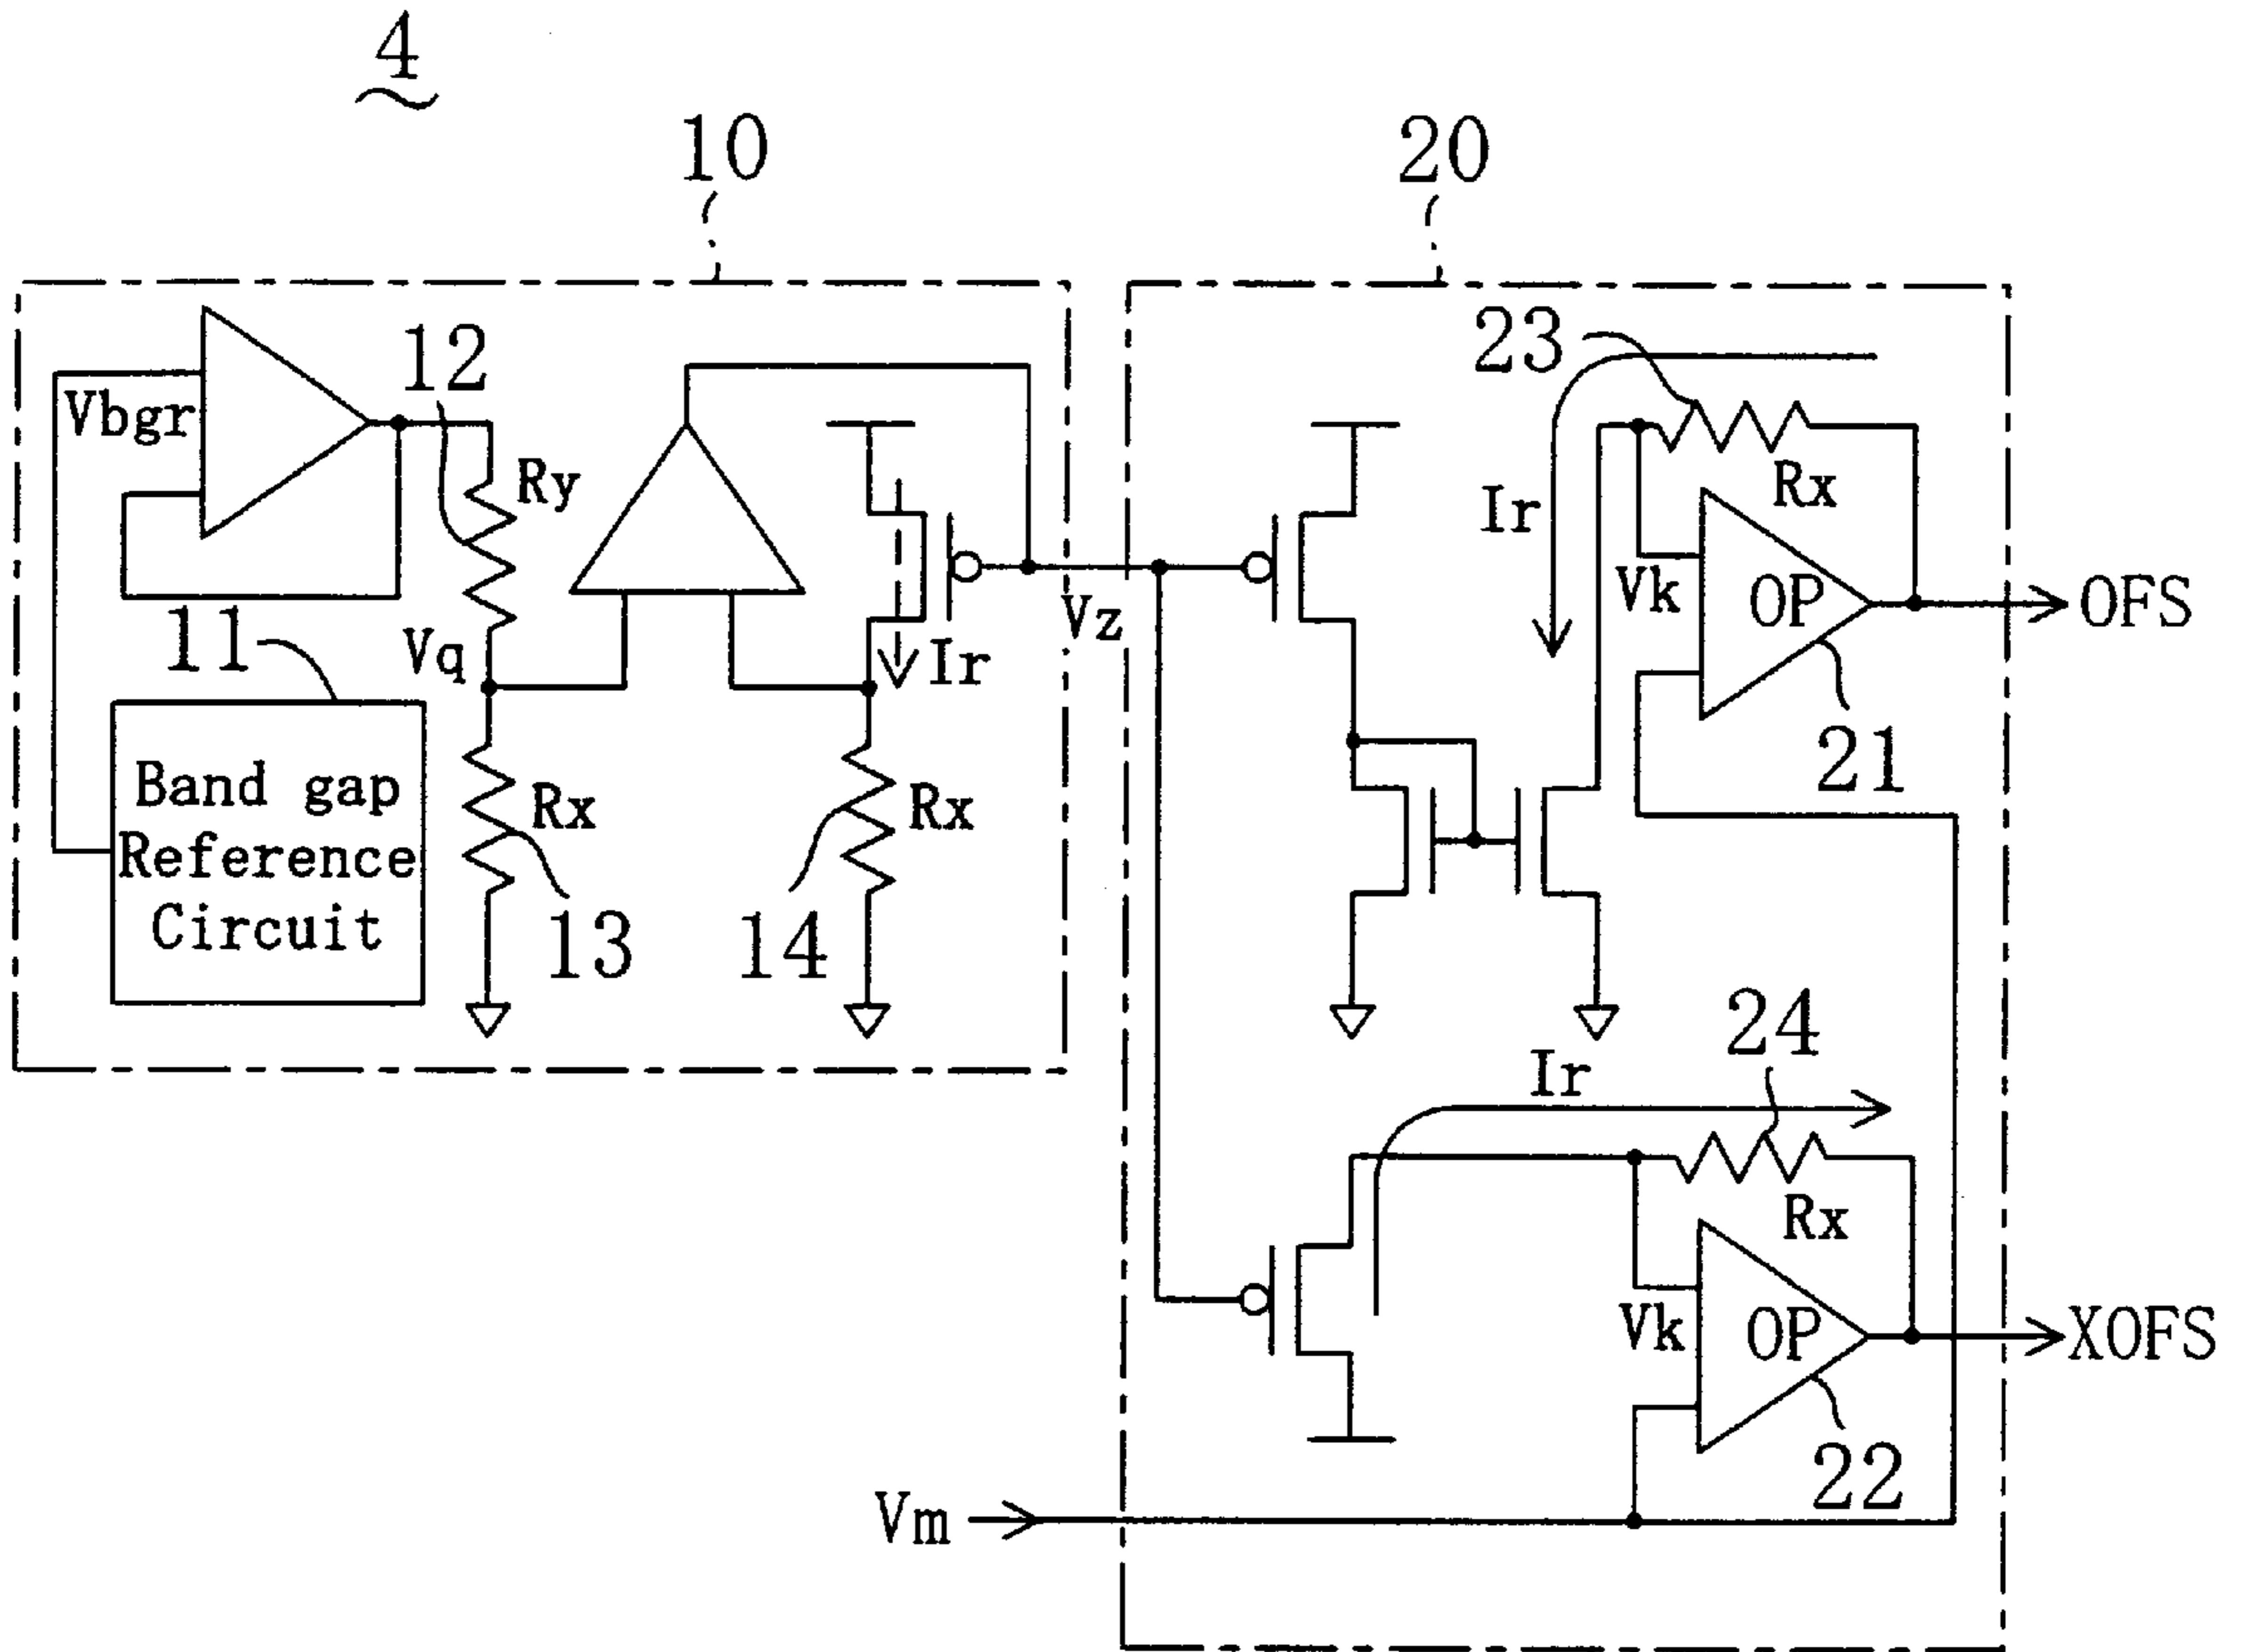 4
10
20
12
Vbgr
Ry
23
Rx
Ir
Vk
OP
OFS
Vz
11
Vq
Ir
21
Band gap
Reference
Circuit
Rx
13
14
Rx
Ir
24
Rx
Vk
OP
XOFS
22
Vm